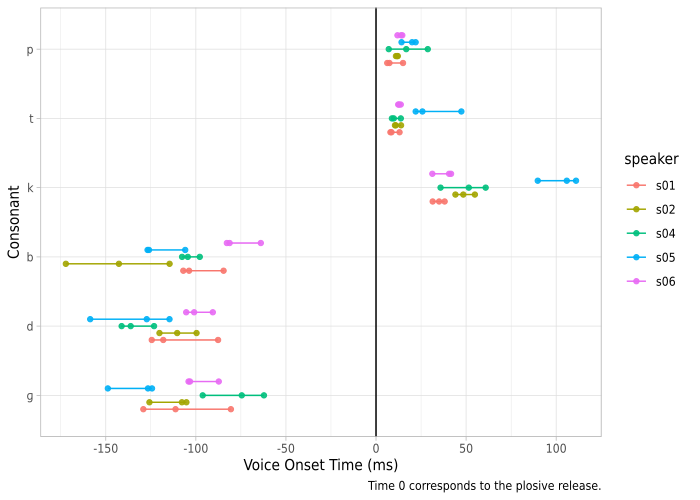 p
t
k
b
d
g
Consonant
-150
-100
-50
0
50
100
Voice Onset Time (ms)
Time 0 corresponds to the plosive release.
speaker
s01
s02
s04
s05
s06